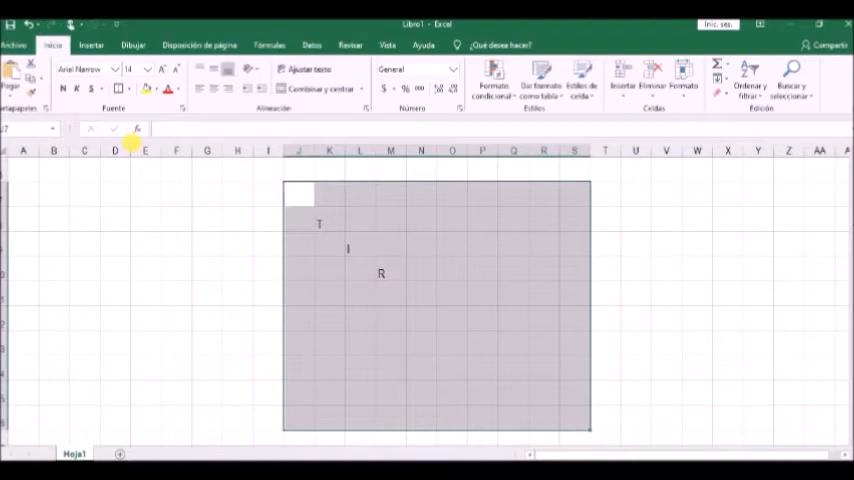 Libro1 - Excel
Inic. ses.
Archivo Inicio Insertar Dibujar Disposición de página Fórmulas Datos Revisar Vista Ayuda ¿Qué desea hacer? Compartir
Pegar
Arial Narrow 14 A A
N K S A
Ajustar texto
Combinar y centrar
General
$ % 000
Formato condicional
Dar formato como tabla
Estilos de celda
Insertar Eliminar Formato
Σ
Ordenar y filtrar
Buscar y seleccionar
Fuente Alineación Número Estilos Celdas Edición
fx
A B C D E F G H I J K L M N O P Q R S T U V W X Y Z AA
T
I
R
Hoja1